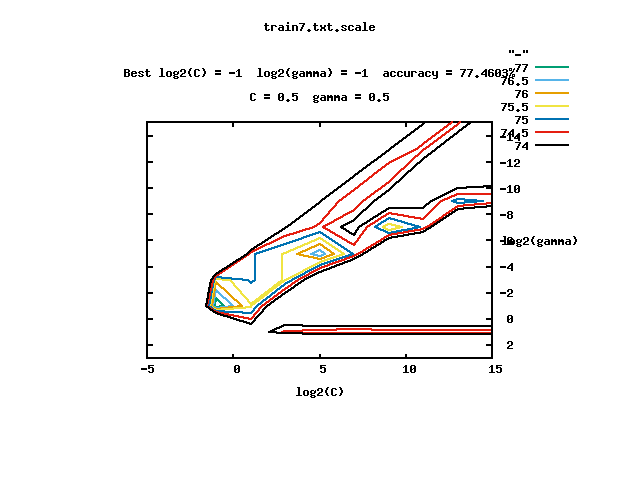 train7.txt.scale
Best log2(C) = -1  log2(gamma) = -1  accuracy = 77.4603%
C = 0.5  gamma = 0.5
"-"
77
76.5
76
75.5
75
74.5
74
-14
-12
-10
-8
-6
log2(gamma)
-4
-2
0
2
-5 0 5 10 15
log2(C)